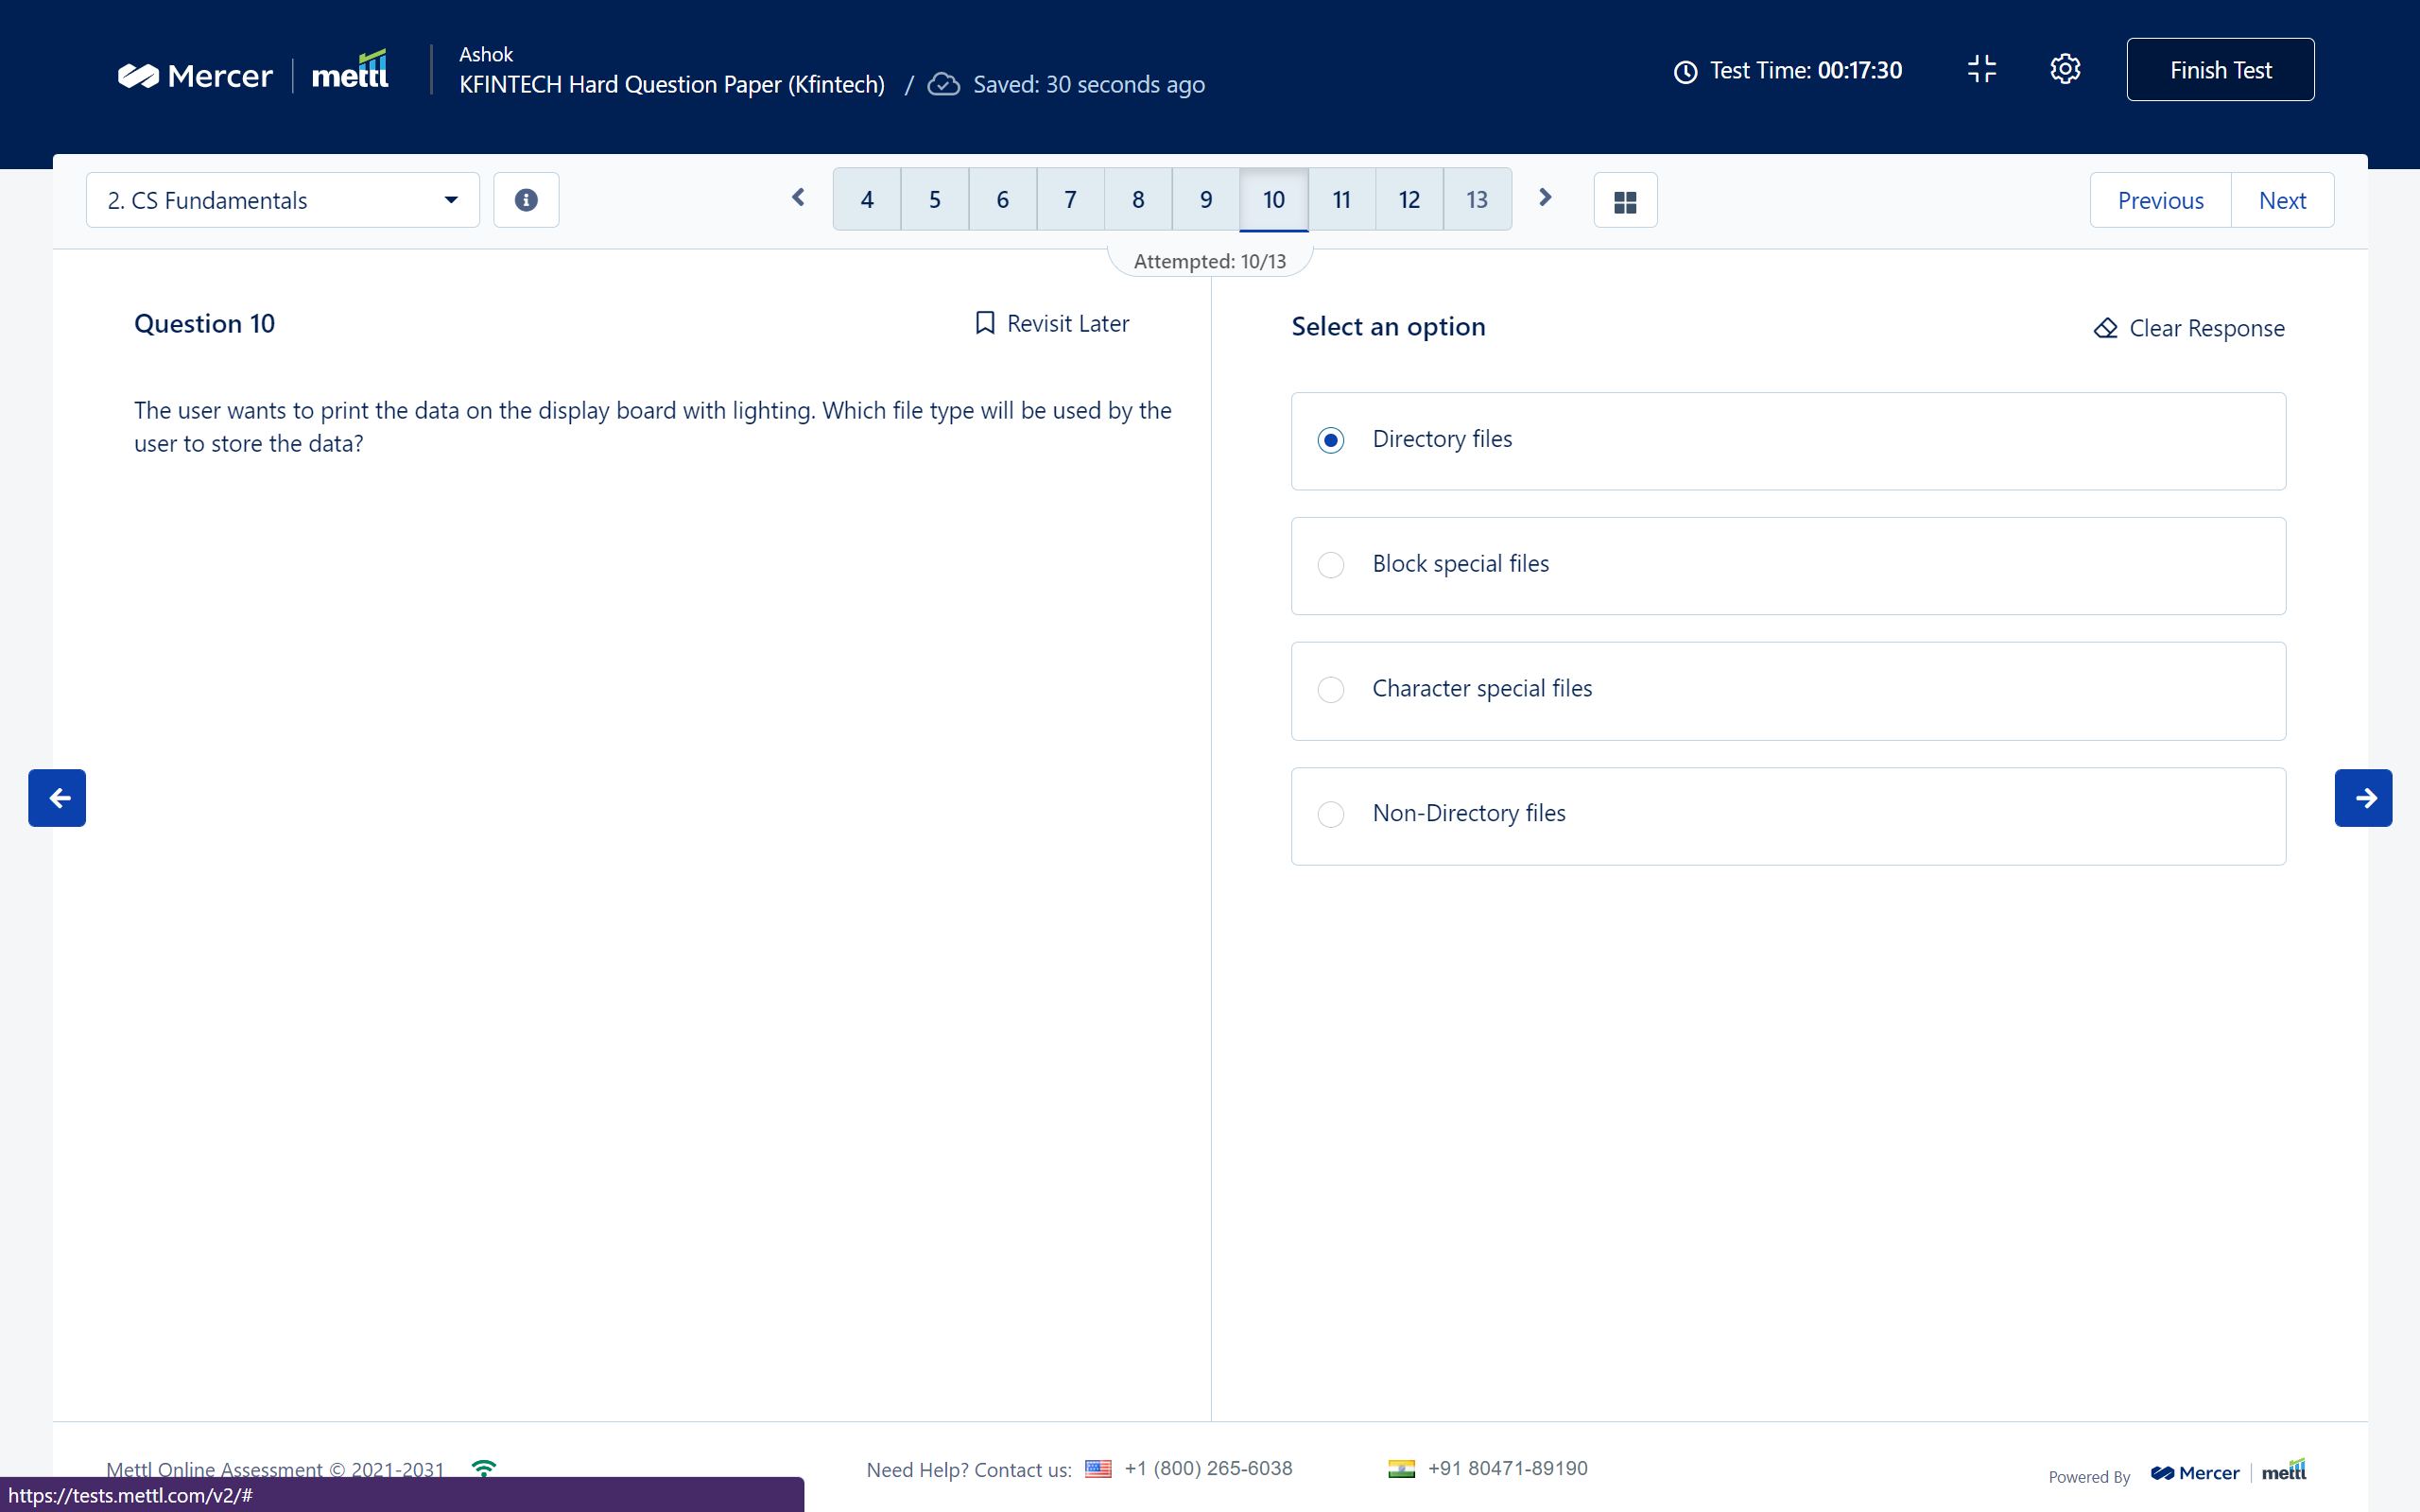 Mercer | mettl
Ashok
KFINTECH Hard Question Paper (Kfintech) / Saved: 30 seconds ago
Test Time: 00:17:30
Finish Test
2. CS Fundamentals
4 5 6 7 8 9 10 11 12 13
Previous Next
Attempted: 10/13
Question 10
Revisit Later
The user wants to print the data on the display board with lighting. Which file type will be used by the
user to store the data?
Select an option
Clear Response
Directory files
Block special files
Character special files
Non-Directory files
Mettl Online Assessment © 2021-2031
Need Help? Contact us: +1 (800) 265-6038 +91 80471-89190
Powered By Mercer | mettl
https://tests.mettl.com/v2/#